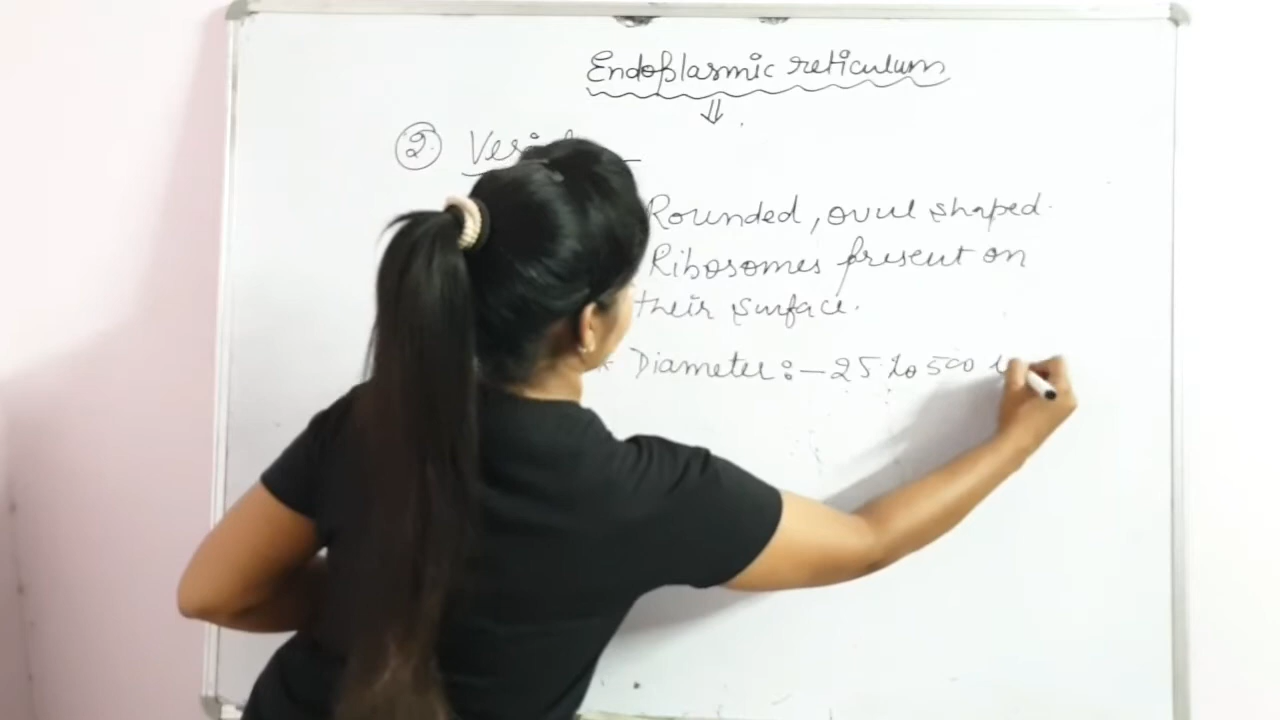 Endoplasmic reticulum
⇓
②
Rounded, oval shaped.
Ribosomes present on
their surface.
* Diameter :- 25 to 500